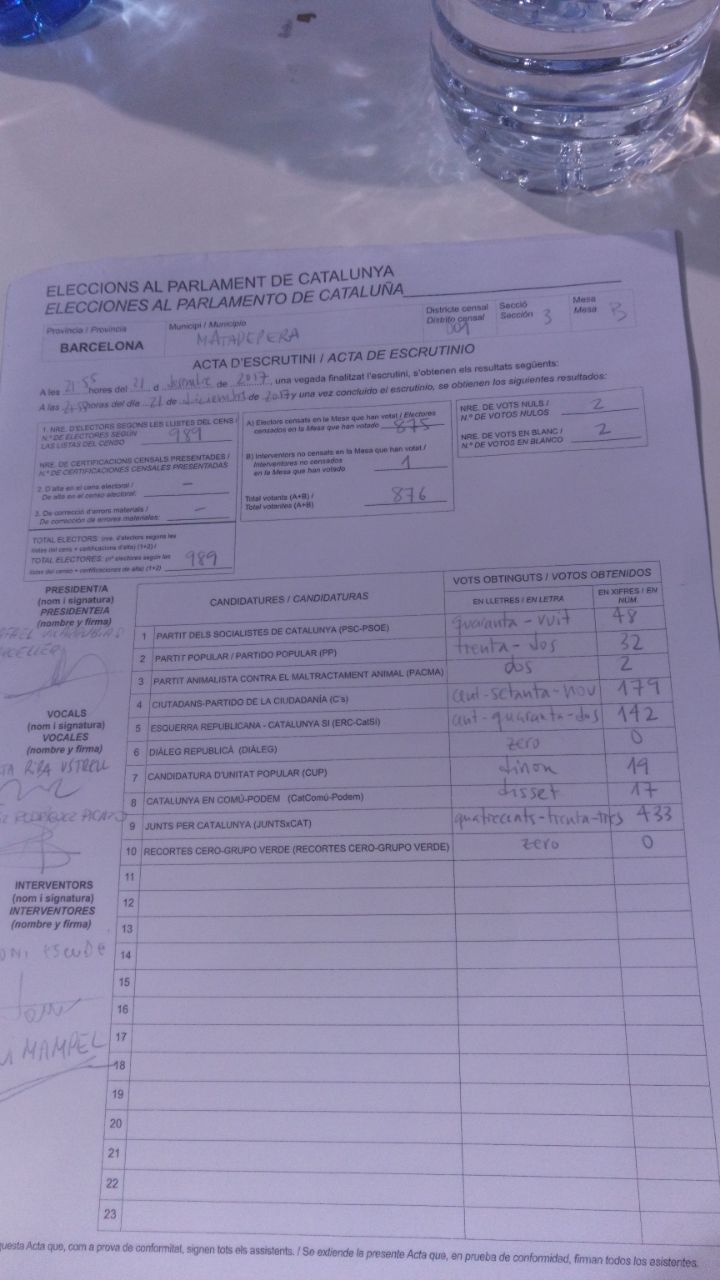 ELECCIONS AL PARLAMENT DE CATALUNYA
ELECCIONES AL PARLAMENTO DE CATALUÑA
Província / Provincia
BARCELONA
Municipi / Municipio
MATADEPERA
Districte censal
Distrito censal
001
Secció
Sección 3
Mesa
Mesa B
ACTA D'ESCRUTINI / ACTA DE ESCRUTINIO
A les 21:55 hores del 21 d desembre de 2017, una vegada finalitzat l'escrutini, s'obtenen els resultats següents:
A las 21:55 horas del día 21 de diciembre de 2017 y una vez concluido el escrutinio, se obtienen los siguientes resultados:
1. NRE. D'ELECTORS SEGONS LES LLISTES DEL CENS /
N.º DE ELECTORES SEGÚN
LAS LISTAS DEL CENSO 989
NRE. DE CERTIFICACIONS CENSALS PRESENTADES /
N.º DE CERTIFICACIONES CENSALES PRESENTADAS
2. D'alta en el cens electoral /
De alta en el censo electoral: –
3. De correcció d'errors materials /
De corrección de errores materiales: –
TOTAL ELECTORS: (nre. d'electors segons les
llistes del cens + certificacions d'alta) (1+2) /
TOTAL ELECTORES: (nº electores según las
listas del censo + certificaciones de alta) (1+2) 989
A) Electors censats en la Mesa que han votat / Electores
censados en la Mesa que han votado 875
B) Interventors no censats en la Mesa que han votat /
Interventores no censados
en la Mesa que han votado 1
Total votants (A+B) /
Total votantes (A+B) 876
NRE. DE VOTS NULS /
N.º DE VOTOS NULOS 2
NRE. DE VOTS EN BLANC /
N.º DE VOTOS EN BLANCO 2
PRESIDENT/A
(nom i signatura)
PRESIDENTE/A
(nombre y firma)
VOCALS
(nom i signatura)
VOCALES
(nombre y firma)
RIBA USTRELL
RODRÍGUEZ PICAZO
INTERVENTORS
(nom i signatura)
INTERVENTORES
(nombre y firma)
ESCUDE
MAMPEL
CANDIDATURES / CANDIDATURAS
VOTS OBTINGUTS / VOTOS OBTENIDOS
EN LLETRES / EN LETRA
EN XIFRES / EN NÚM.
1 PARTIT DELS SOCIALISTES DE CATALUNYA (PSC-PSOE) quaranta-vuit 48
2 PARTIT POPULAR / PARTIDO POPULAR (PP) trenta-dos 32
3 PARTIT ANIMALISTA CONTRA EL MALTRACTAMENT ANIMAL (PACMA) dos 2
4 CIUTADANS-PARTIDO DE LA CIUDADANÍA (C's) cent-setanta-nou 179
5 ESQUERRA REPUBLICANA - CATALUNYA SÍ (ERC-CatSí) cent-quaranta-dos 142
6 DIÀLEG REPUBLICÀ (DIÀLEG) zero 0
7 CANDIDATURA D'UNITAT POPULAR (CUP) dinou 19
8 CATALUNYA EN COMÚ-PODEM (CatComú-Podem) disset 17
9 JUNTS PER CATALUNYA (JUNTSxCAT) quatrecents-trenta-tres 433
10 RECORTES CERO-GRUPO VERDE (RECORTES CERO-GRUPO VERDE) zero 0
11
12
13
14
15
16
17
18
19
20
21
22
23
questa Acta que, com a prova de conformitat, signen tots els assistents. / Se extiende la presente Acta que, en prueba de conformidad, firman todos los asistentes.